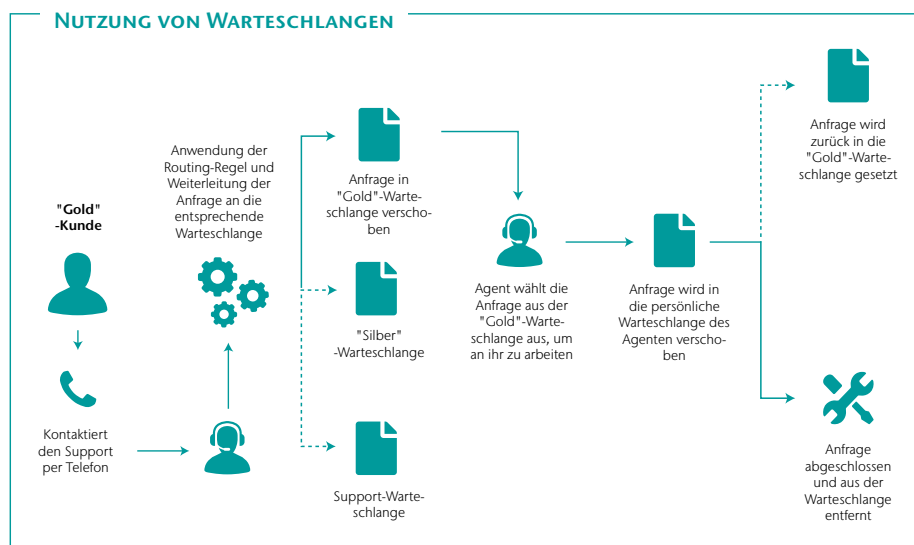 NUTZUNG VON WARTESCHLANGEN
"Gold"
-Kunde
Kontaktiert
den Support
per Telefon
Anwendung der
Routing-Regel und
Weiterleitung der
Anfrage an die
entsprechende
Warteschlange
Anfrage in
"Gold"-Warte-
schlange verscho-
ben
"Silber"
-Warteschlange
Support-Warte-
schlange
Agent wählt die
Anfrage aus der
"Gold"-Warte-
schlange aus, um
an ihr zu arbeiten
Anfrage wird in
die persönliche
Warteschlange des
Agenten verscho-
ben
Anfrage wird
zurück in die
"Gold"-Warte-
schlange gesetzt
Anfrage
abgeschlossen
und aus der
Warteschlange
entfernt